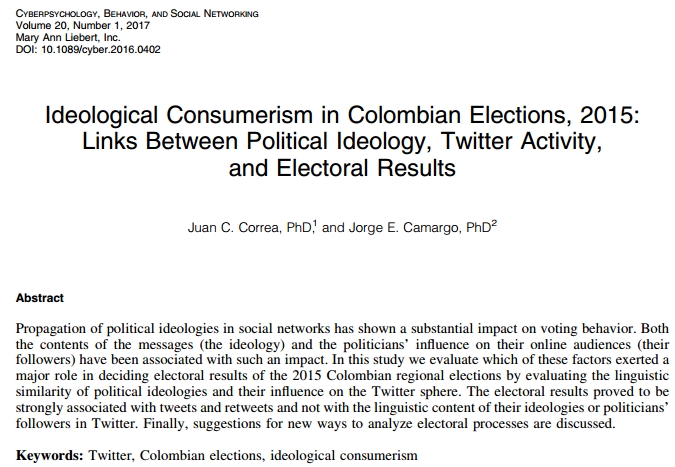 CYBERPSYCHOLOGY, BEHAVIOR, AND SOCIAL NETWORKING
Volume 20, Number 1, 2017
Mary Ann Liebert, Inc.
DOI: 10.1089/cyber.2016.0402
Ideological Consumerism in Colombian Elections, 2015:
Links Between Political Ideology, Twitter Activity,
and Electoral Results
Juan C. Correa, PhD,1 and Jorge E. Camargo, PhD2
Abstract
Propagation of political ideologies in social networks has shown a substantial impact on voting behavior. Both
the contents of the messages (the ideology) and the politicians' influence on their online audiences (their
followers) have been associated with such an impact. In this study we evaluate which of these factors exerted a
major role in deciding electoral results of the 2015 Colombian regional elections by evaluating the linguistic
similarity of political ideologies and their influence on the Twitter sphere. The electoral results proved to be
strongly associated with tweets and retweets and not with the linguistic content of their ideologies or politicians'
followers in Twitter. Finally, suggestions for new ways to analyze electoral processes are discussed.
Keywords: Twitter, Colombian elections, ideological consumerism